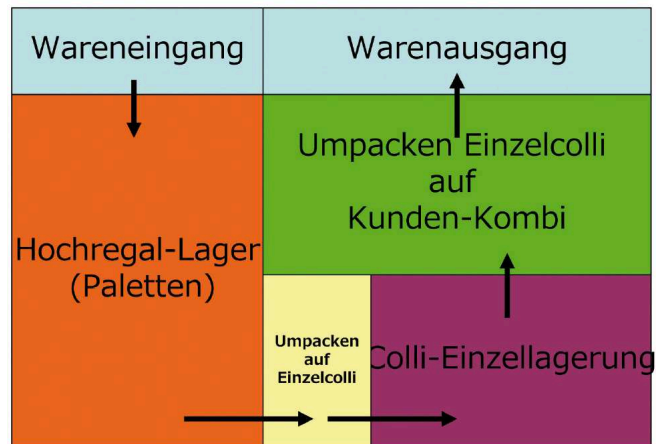 Wareneingang
Warenausgang
Umpacken Einzelcolli
auf
Kunden-Kombi
Hochregal-Lager
(Paletten)
Umpacken
auf
Einzelcolli
Colli-Einzellagerung